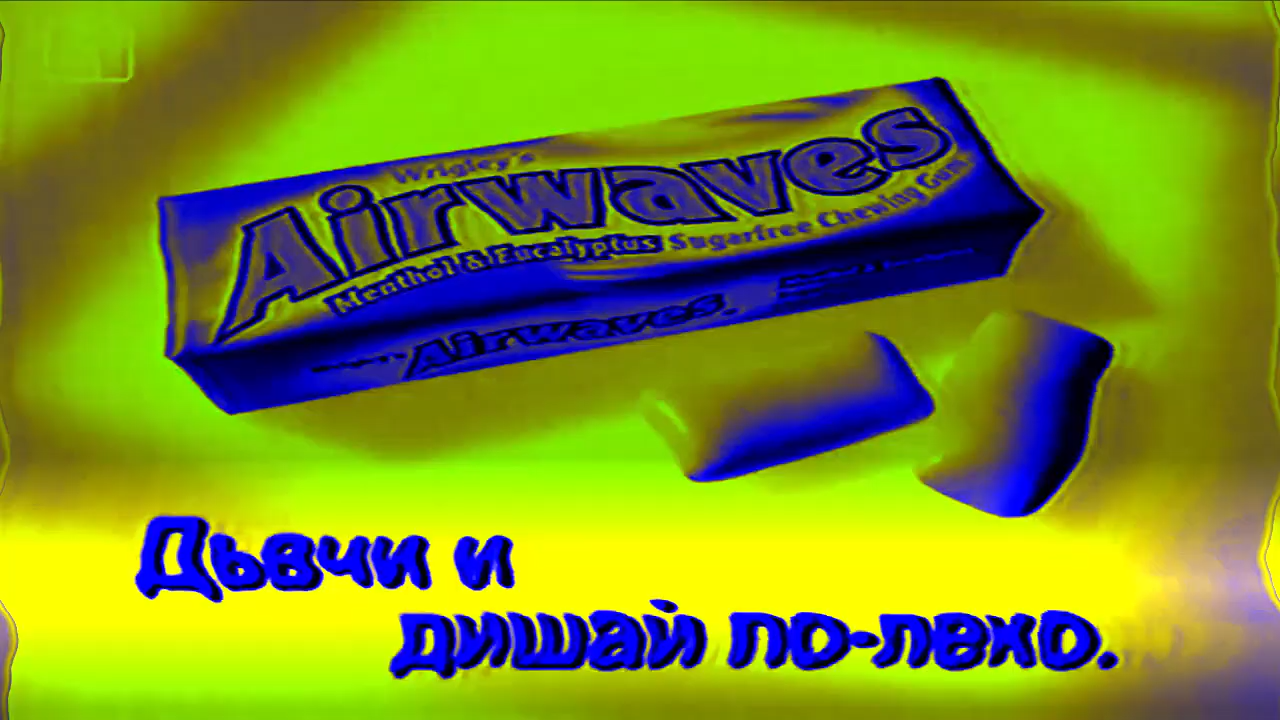 Wrigley's
Airwaves
Menthol & Eucalyptus Sugarfree Chewing Gum
Airwaves.
Дъвчи и
дишай по-леко.